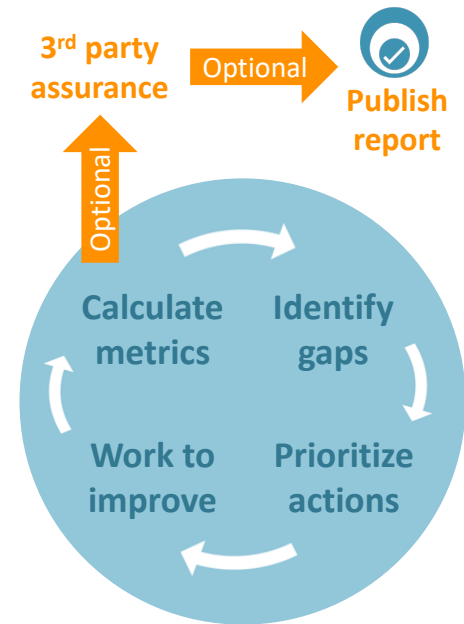 3rd party
assurance
Optional
Publish
report
Optional
Calculate
metrics
Identify
gaps
Work to
improve
Prioritize
actions